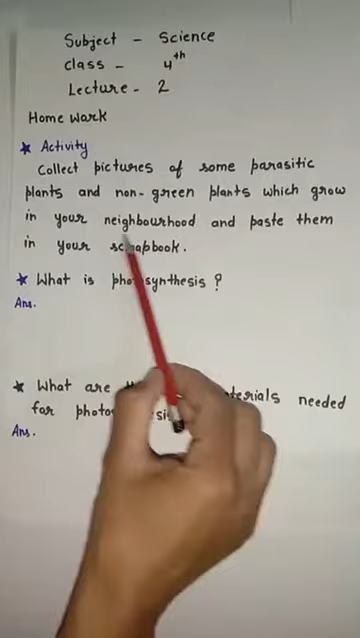 Subject - Science
class - 4th
Lecture - 2
Home Work
★ Activity
Collect pictures of some parasitic
plants and non-green plants which grow
in your neighbourhood and paste them
in your scrapbook.
★ What is photosynthesis ?
Ans.
★ What are needed
for
Ans.